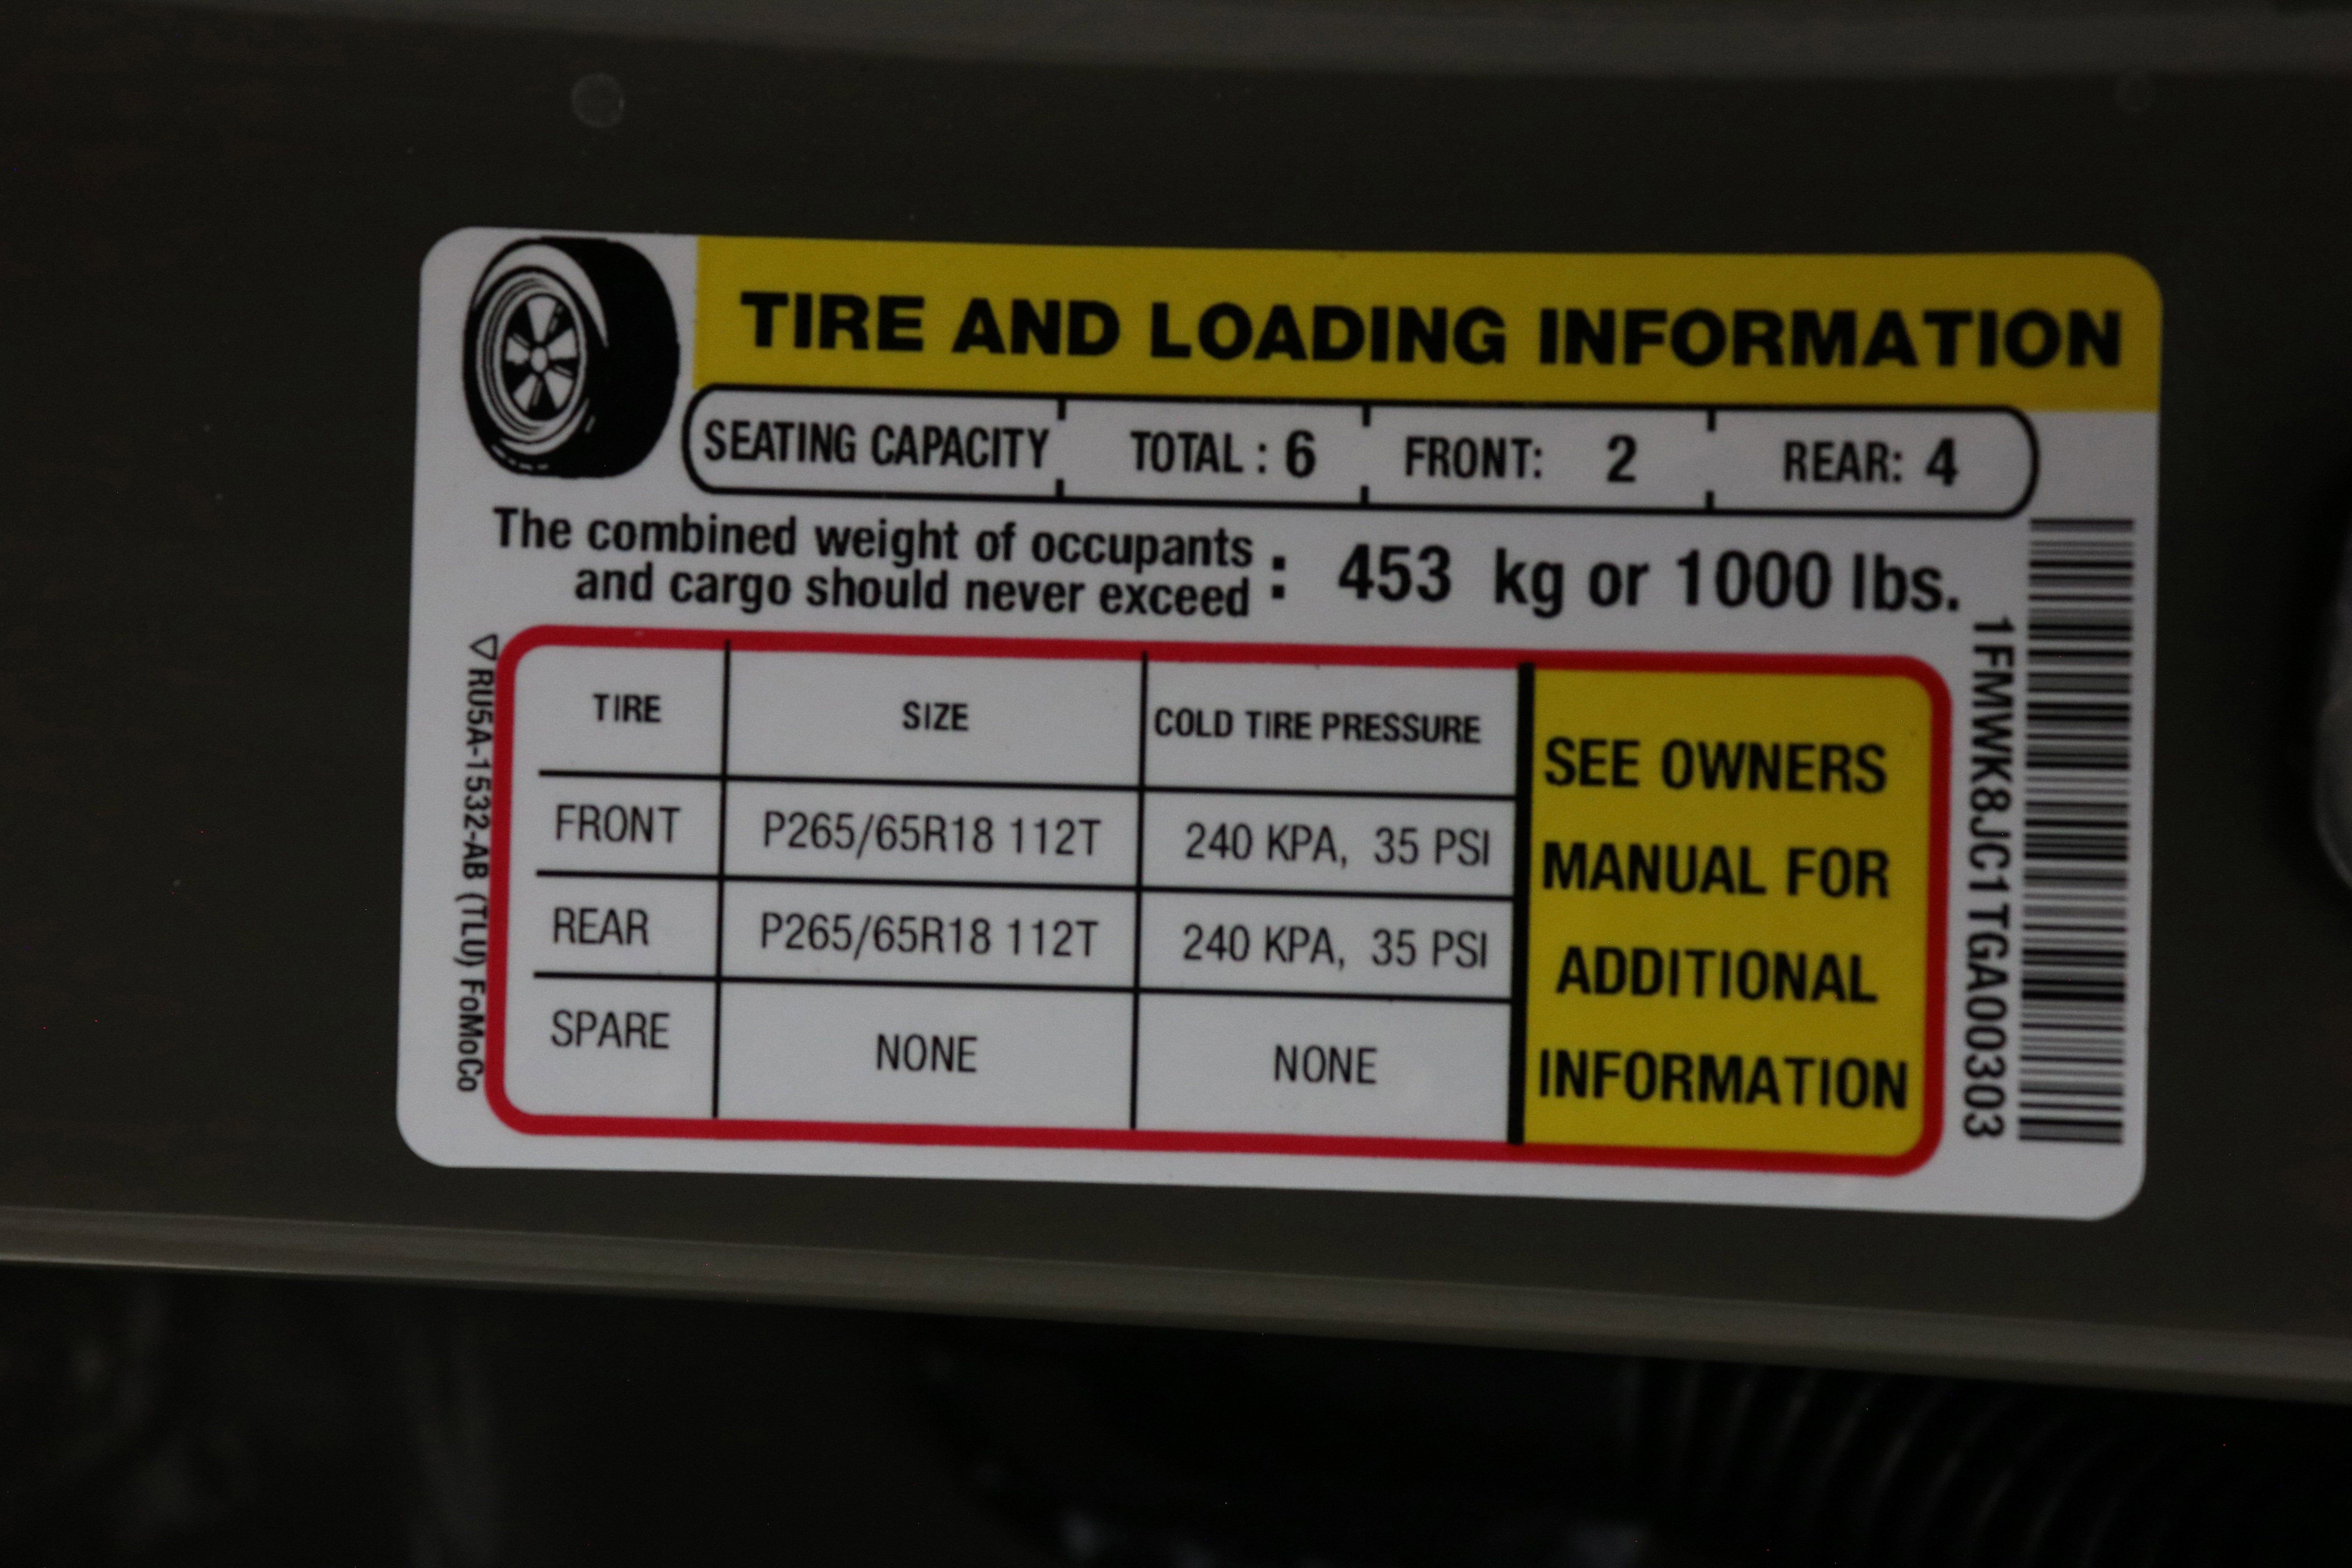 TIRE AND LOADING INFORMATION
SEATING CAPACITY TOTAL : 6 FRONT: 2 REAR: 4
The combined weight of occupants
and cargo should never exceed : 453 kg or 1000 lbs.
TIRE SIZE COLD TIRE PRESSURE
FRONT P265/65R18 112T 240 KPA, 35 PSI
REAR P265/65R18 112T 240 KPA, 35 PSI
SPARE NONE NONE
SEE OWNERS
MANUAL FOR
ADDITIONAL
INFORMATION
1FMWK8JC1TGA00303
RU5A-1532-AB (TLU) FoMoCo